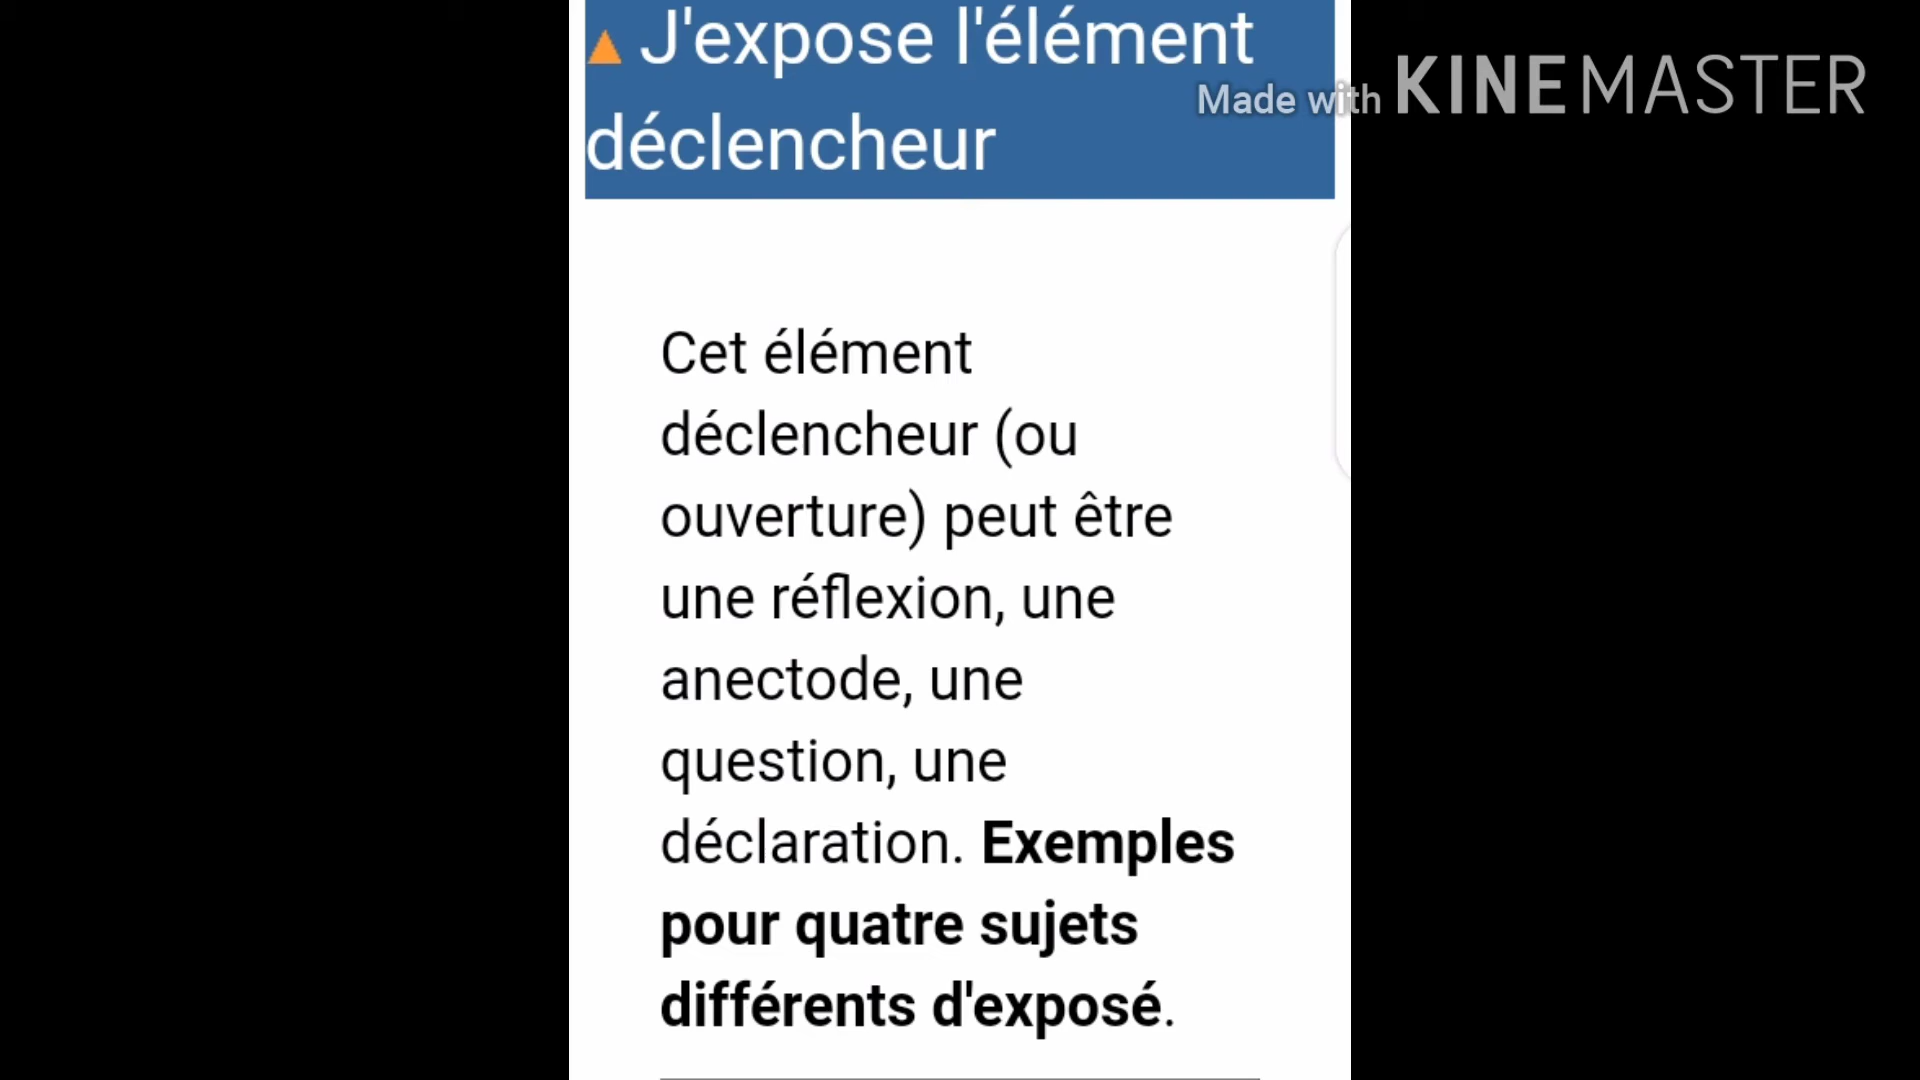 J'expose l'élément
déclencheur
Made with KINEMASTER
Cet élément
déclencheur (ou
ouverture) peut être
une réflexion, une
anectode, une
question, une
déclaration. Exemples
pour quatre sujets
différents d'exposé.